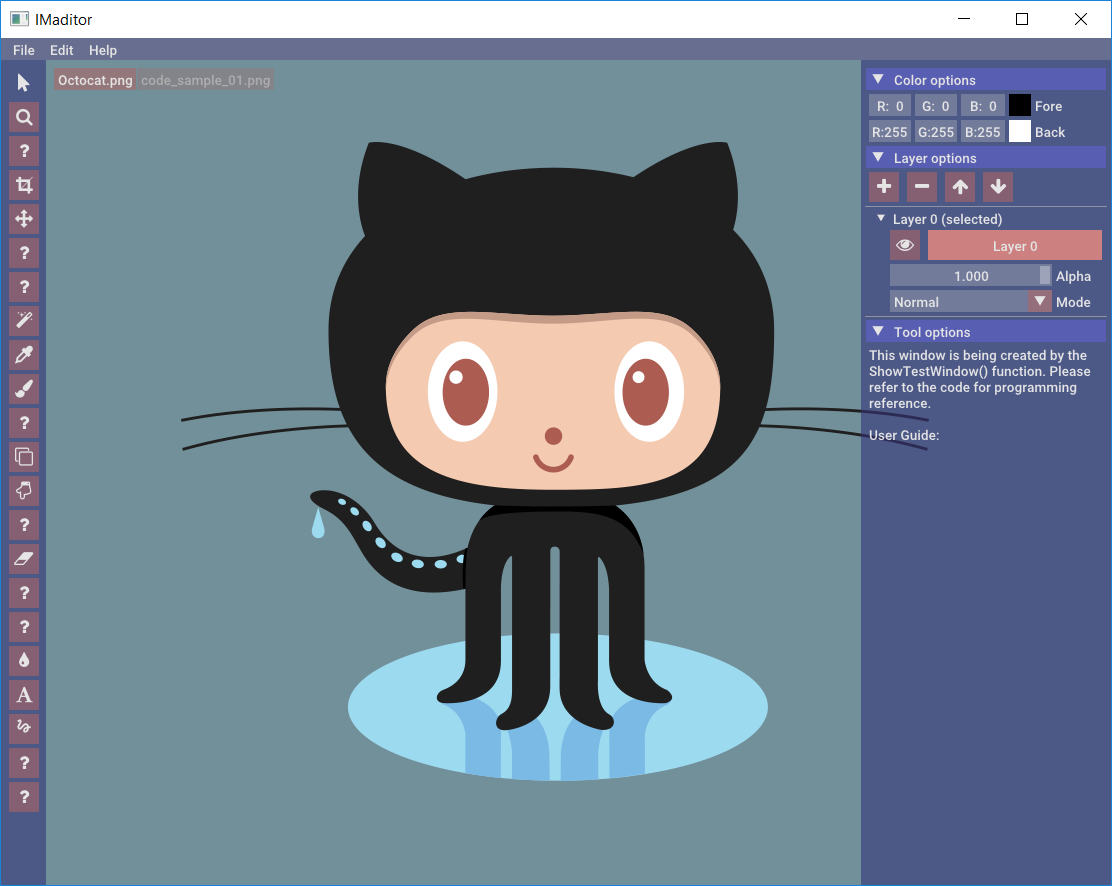 IMaditor
File Edit Help
Octocat.png code_sample_01.png
?
?
?
?
?
?
?
?
A
?
?
Color options
R: 0 G: 0 B: 0 Fore
R:255 G:255 B:255 Back
Layer options
Layer 0 (selected)
Layer 0
1.000 Alpha
Normal Mode
Tool options
This window is being created by the
ShowTestWindow() function. Please
refer to the code for programming
reference.
User Guide: